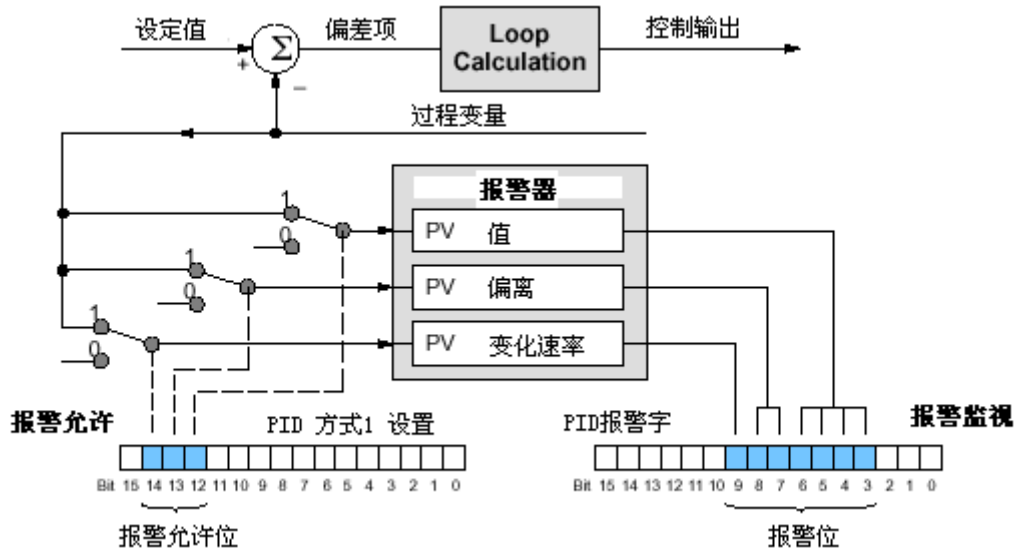 设定值
偏差项
Loop
Calculation
控制输出
+
Σ
−
过程变量
报警器
1
0
PV 值
1
0
PV 偏离
1
0
PV 变化速率
报警允许
PID 方式1 设置
PID报警字
报警监视
Bit 15 14 13 12 11 10 9 8 7 6 5 4 3 2 1 0
Bit 15 14 13 12 11 10 9 8 7 6 5 4 3 2 1 0
报警允许位
报警位